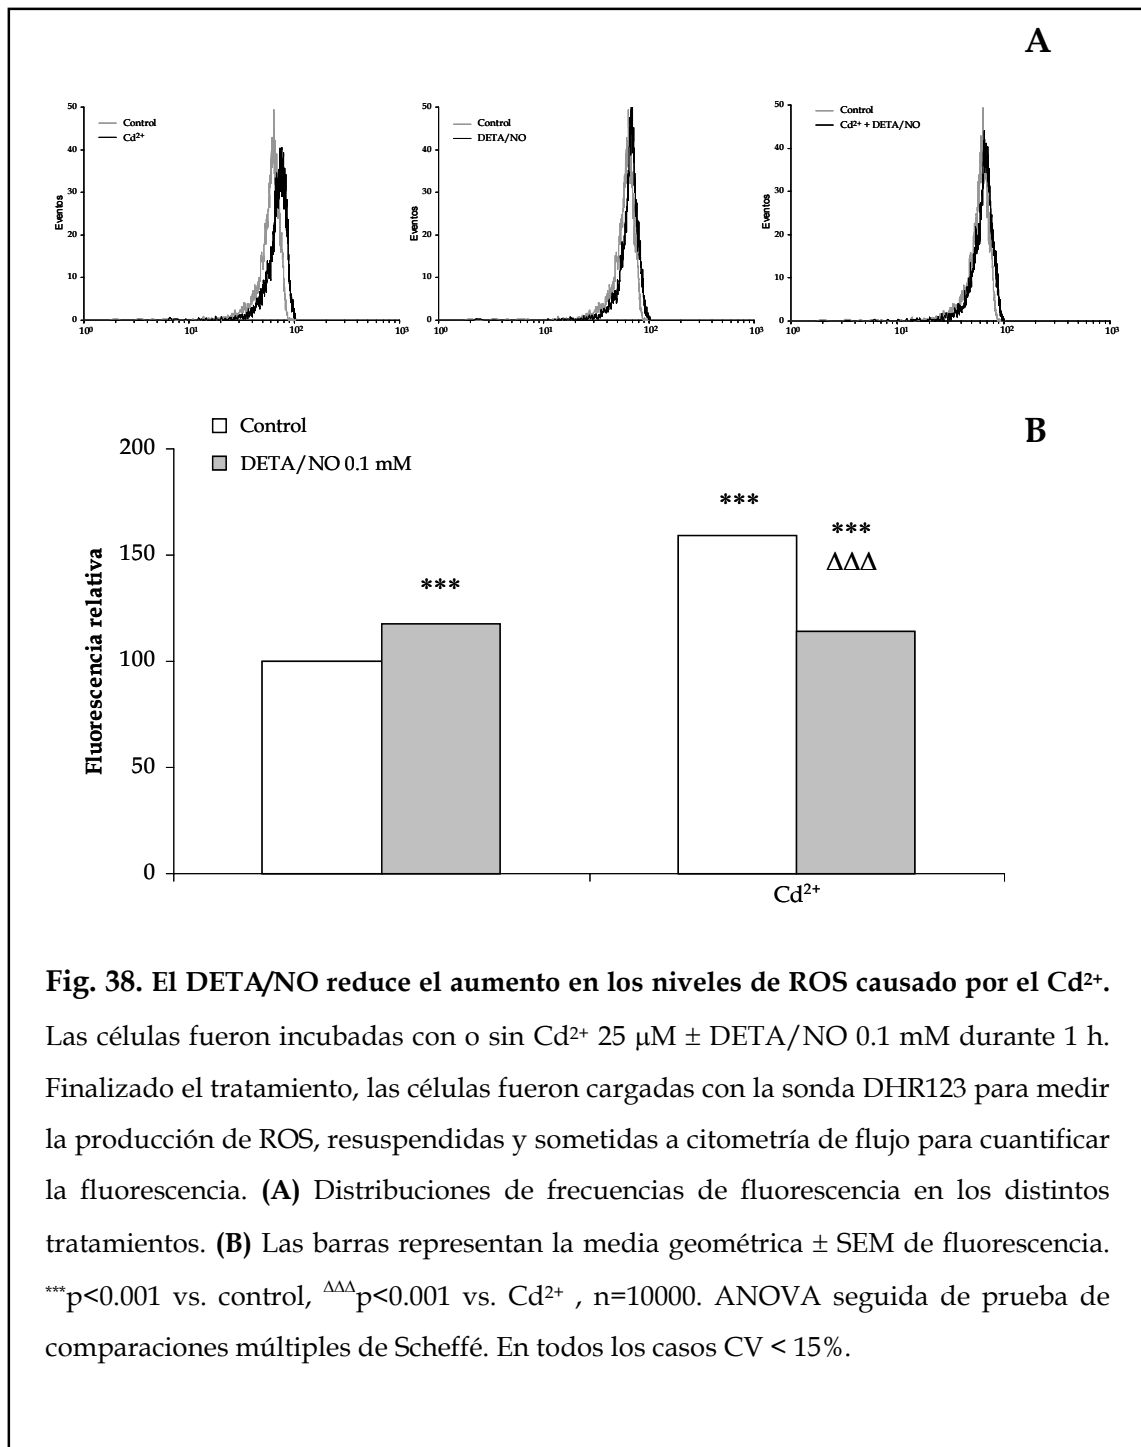 A
50
40
30
20
10
0
Eventos
Control
Cd²⁺
10⁰
10¹
10²
10³
50
40
30
20
10
0
Eventos
Control
DETA/NO
10⁰
10¹
10²
10³
50
40
30
20
10
0
Eventos
Control
Cd²⁺ + DETA/NO
10⁰
10¹
10²
10³
B
Control
DETA/NO 0.1 mM
200
150
100
50
0
Fluorescencia relativa
***
***
***
ΔΔΔ
Cd²⁺
Fig. 38. El DETA/NO reduce el aumento en los niveles de ROS causado por el Cd²⁺.
Las células fueron incubadas con o sin Cd²⁺ 25 μM ± DETA/NO 0.1 mM durante 1 h.
Finalizado el tratamiento, las células fueron cargadas con la sonda DHR123 para medir
la producción de ROS, resuspendidas y sometidas a citometría de flujo para cuantificar
la fluorescencia. (A) Distribuciones de frecuencias de fluorescencia en los distintos
tratamientos. (B) Las barras representan la media geométrica ± SEM de fluorescencia.
***p<0.001 vs. control, ΔΔΔp<0.001 vs. Cd²⁺ , n=10000. ANOVA seguida de prueba de
comparaciones múltiples de Scheffé. En todos los casos CV < 15%.